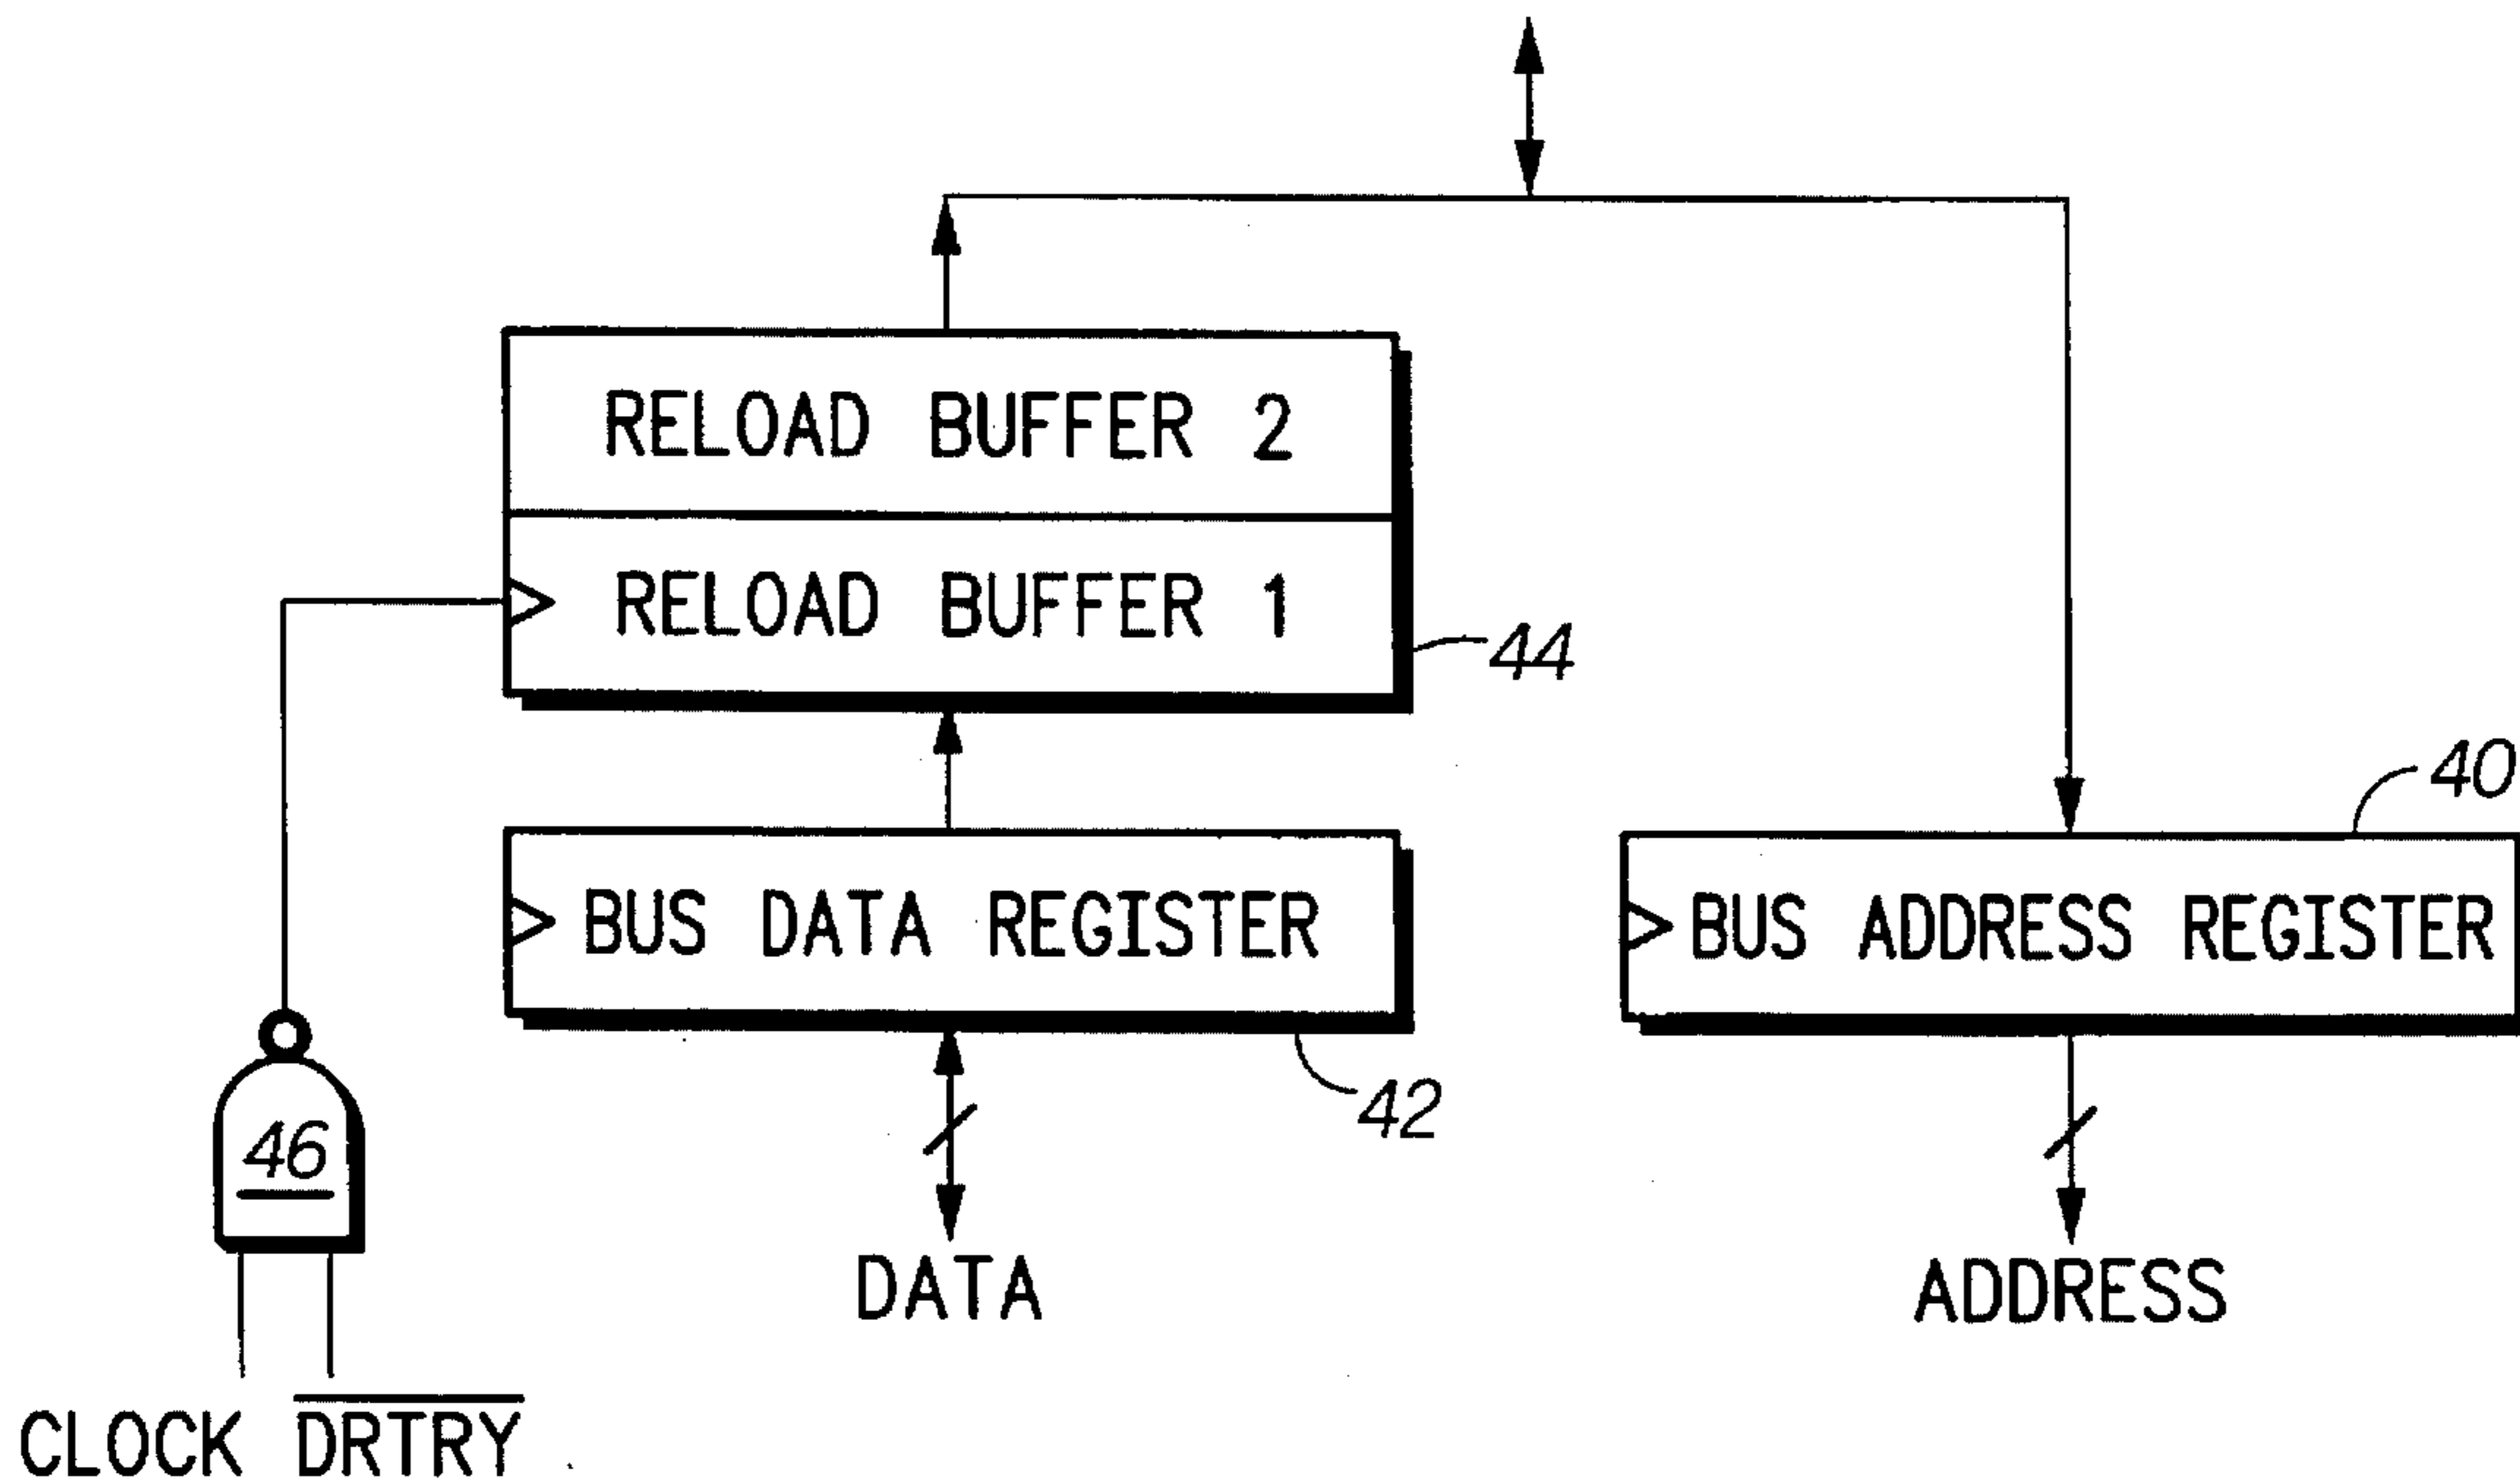 RELOAD BUFFER 2
RELOAD BUFFER 1
44
40
BUS DATA REGISTER
BUS ADDRESS REGISTER
42
46
DATA
ADDRESS
CLOCK D̅R̅T̅R̅Y̅